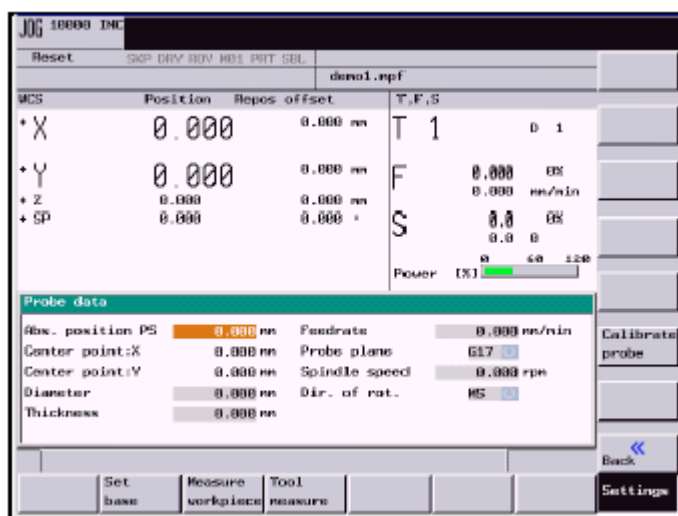 JOG 10000 INC
Reset SKP DRY ROV M01 PRT SBL
demo1.mpf
WCS Position Repos offset T,F,S
+ X 0.000 0.000 mm T 1 D 1
+ Y 0.000 0.000 mm F 0.000 0% 
0.000 mm/min
+ Z 0.000 0.000 mm
+ SP 0.000 0.000 ° S 0.0 0%
0.0 0
0 60 120
Power [%]
Probe data
Abs. position P5 0.000 mm Feedrate 0.000 mm/min
Center point:X 0.000 mm Probe plane G17
Center point:Y 0.000 mm Spindle speed 0.000 rpm
Diameter 0.000 mm Dir. of rot. M5
Thickness 0.000 mm
Calibrate
probe
«
Back
Set
base
Measure
workpiece
Tool
measure
Settings